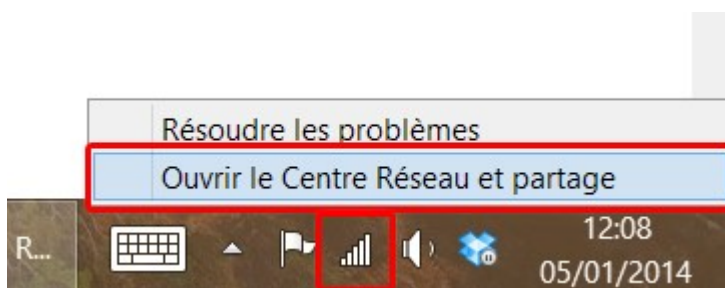 Résoudre les problèmes
Ouvrir le Centre Réseau et partage
R...
12:08
05/01/2014